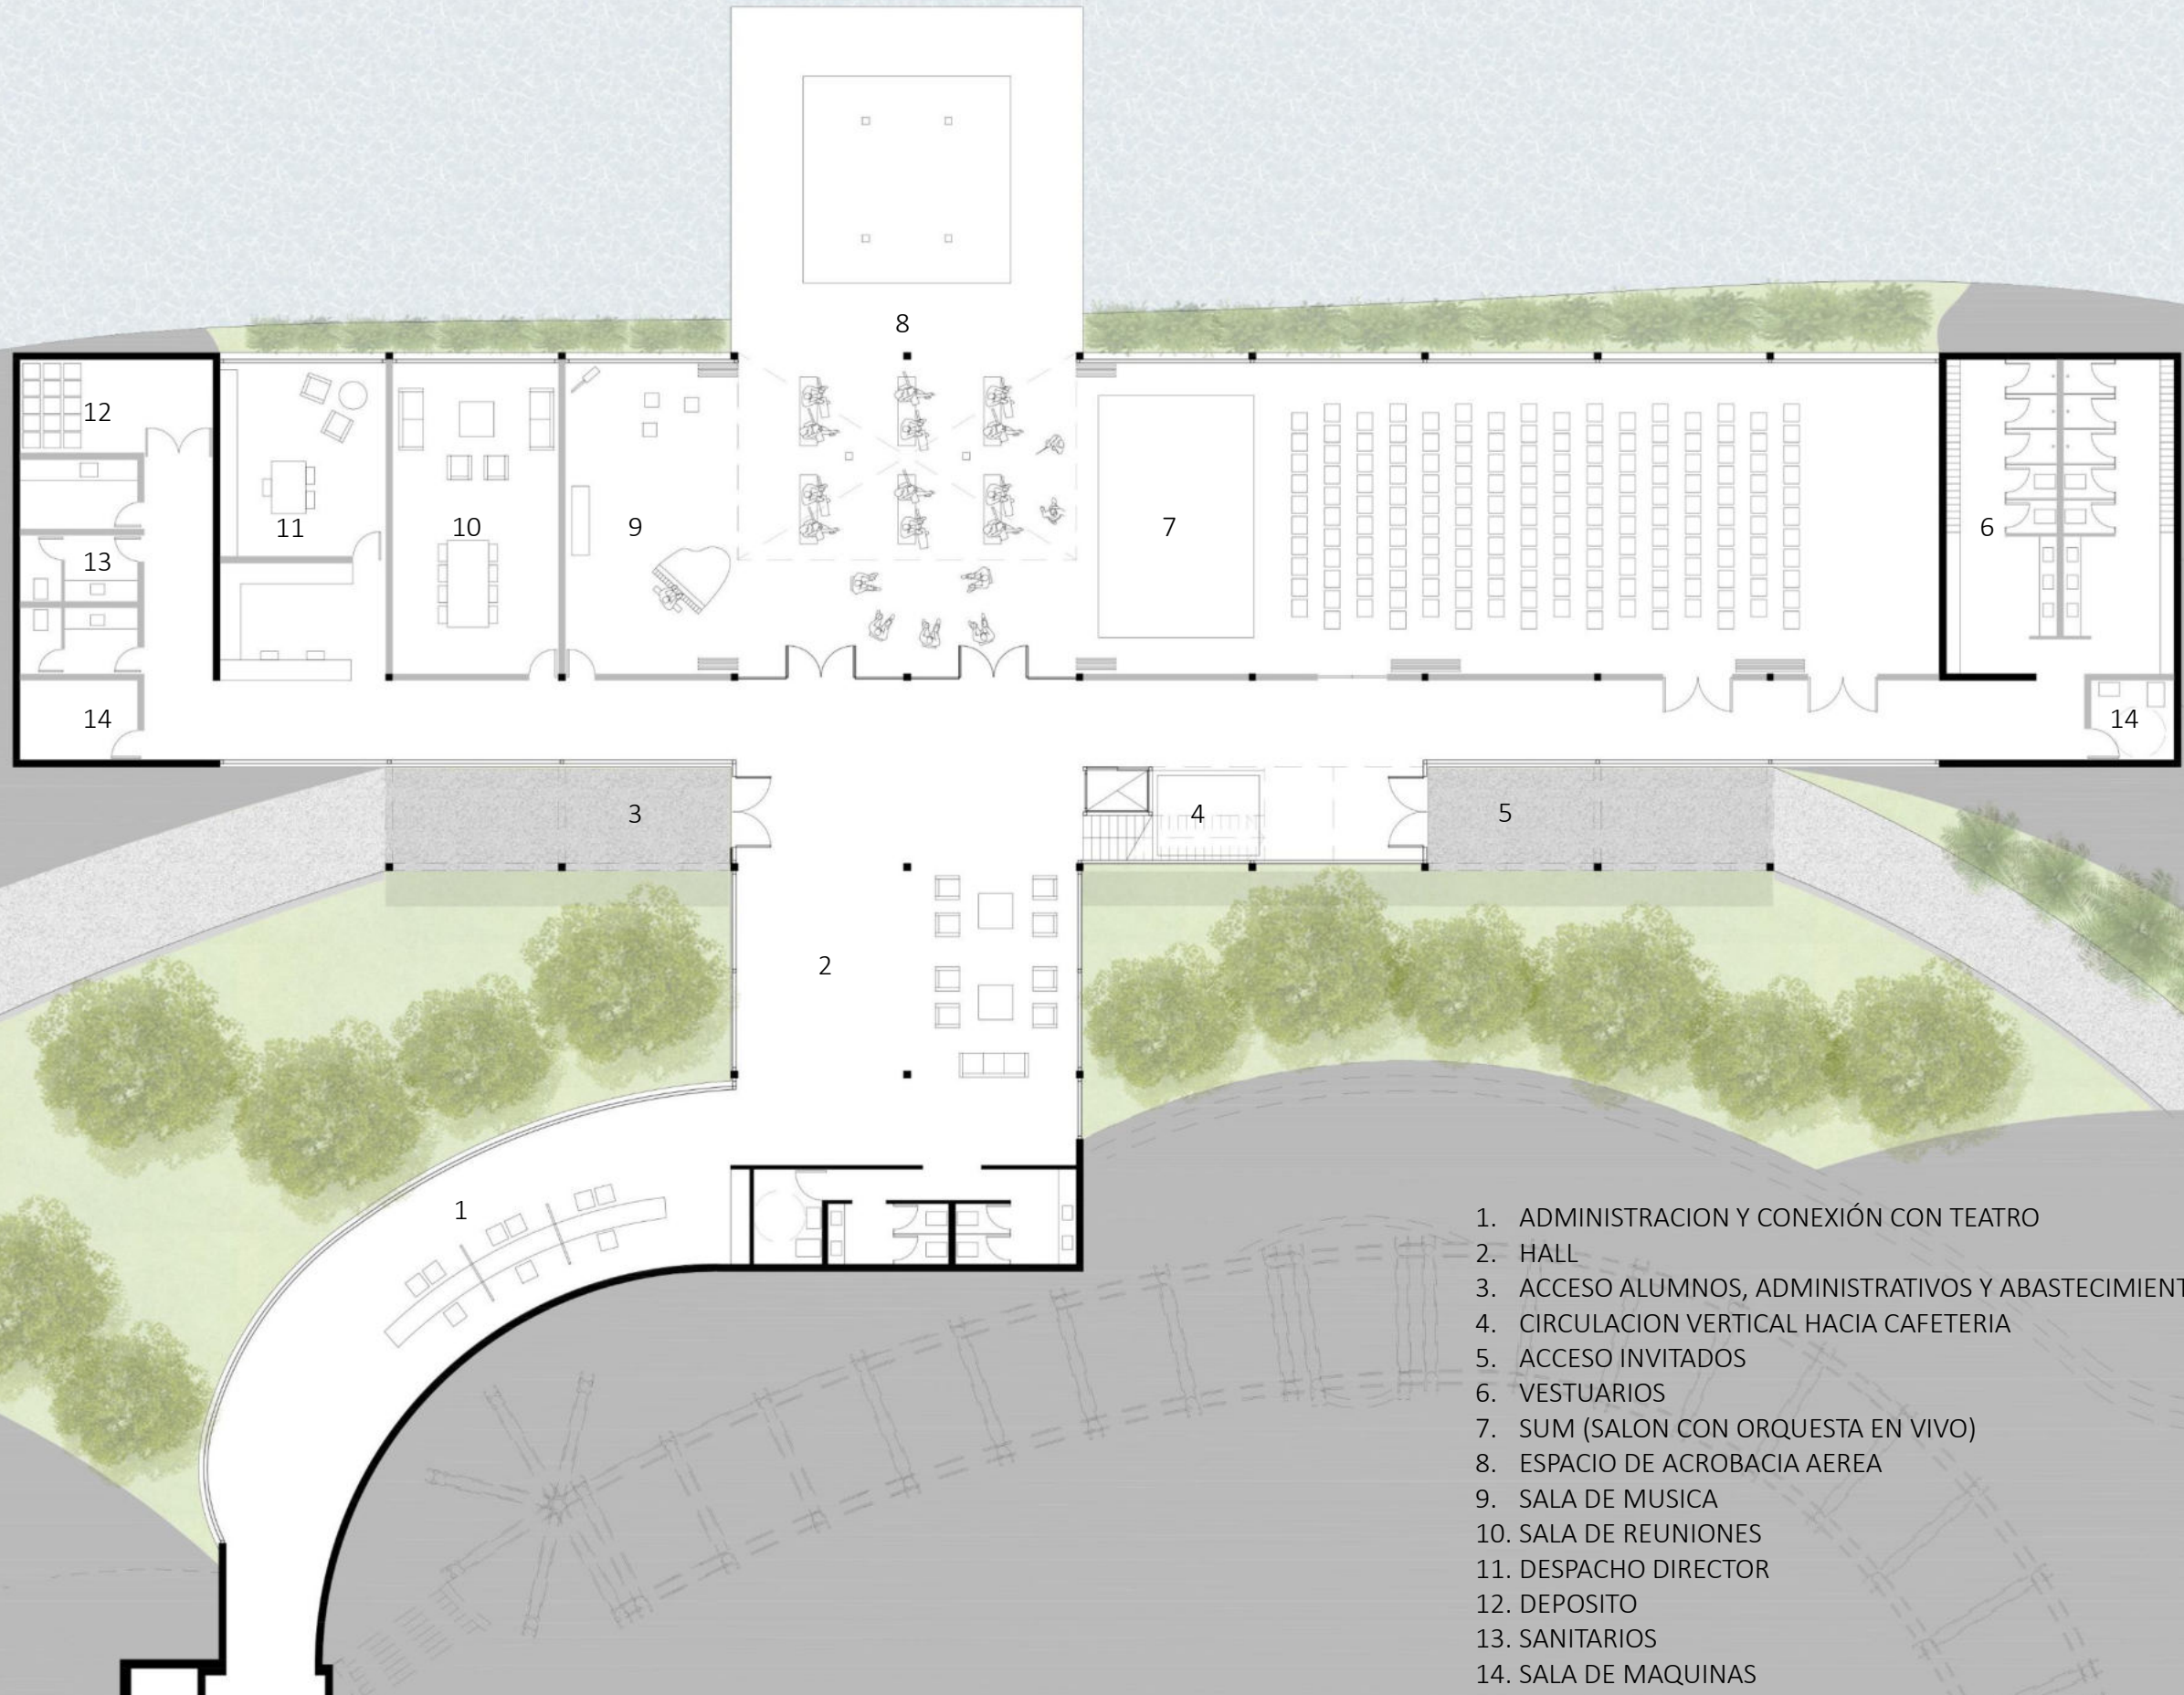 8
12
11
10
9
7
6
13
14
14
3
4
5
2
1
1. ADMINISTRACION Y CONEXIÓN CON TEATRO
2. HALL
3. ACCESO ALUMNOS, ADMINISTRATIVOS Y ABASTECIMIENT
4. CIRCULACION VERTICAL HACIA CAFETERIA
5. ACCESO INVITADOS
6. VESTUARIOS
7. SUM (SALON CON ORQUESTA EN VIVO)
8. ESPACIO DE ACROBACIA AEREA
9. SALA DE MUSICA
10. SALA DE REUNIONES
11. DESPACHO DIRECTOR
12. DEPOSITO
13. SANITARIOS
14. SALA DE MAQUINAS